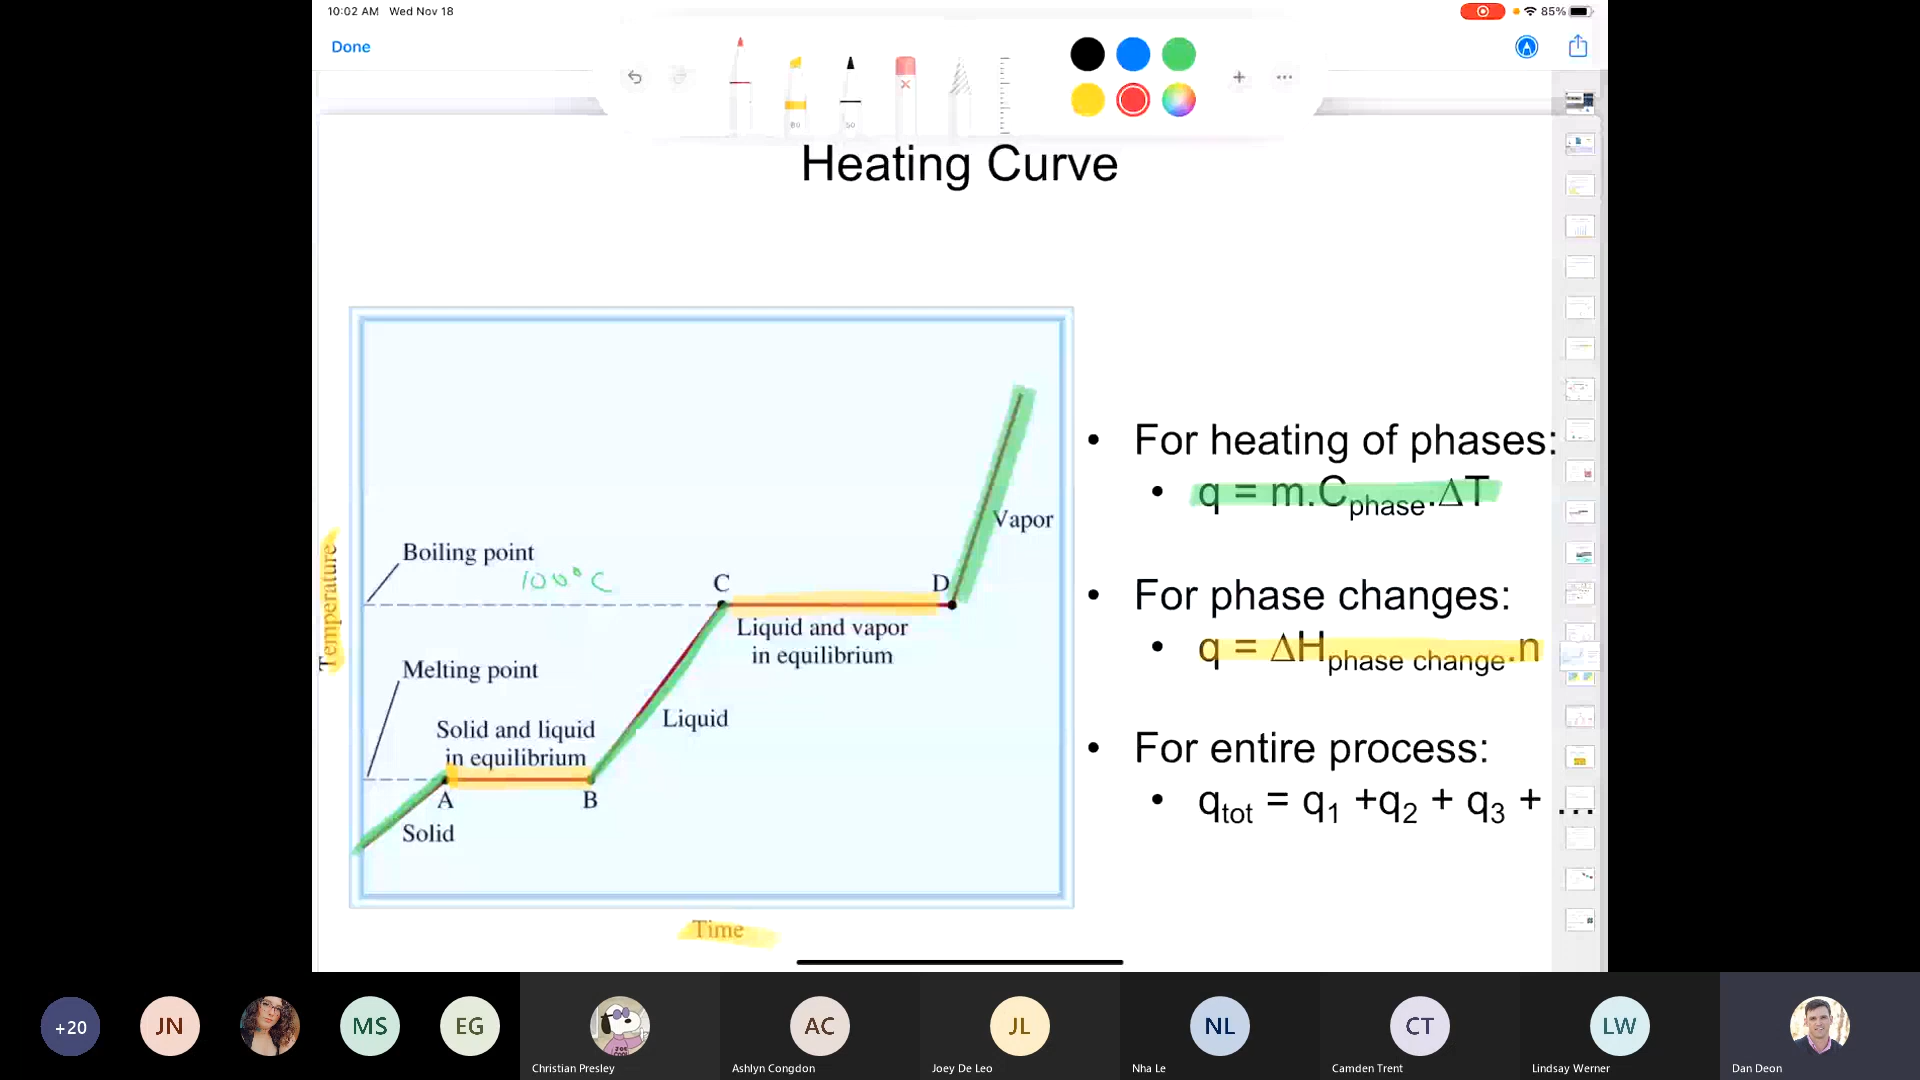 10:02 AM Wed Nov 18
85%
Done
80
50
Heating Curve
Temperature
Boiling point
100°C
C
D
Vapor
Liquid and vapor
in equilibrium
Melting point
Solid and liquid
in equilibrium
Liquid
A
B
Solid
Time
• For heating of phases:
• q = m.Cphase.ΔT
• For phase changes:
• q = ΔHphase change.n
• For entire process:
• qtot = q1 +q2 + q3 + ...
+20
JN
MS
EG
Christian Presley
AC
Ashlyn Congdon
JL
Joey De Leo
NL
Nha Le
CT
Camden Trent
LW
Lindsay Werner
Dan Deon